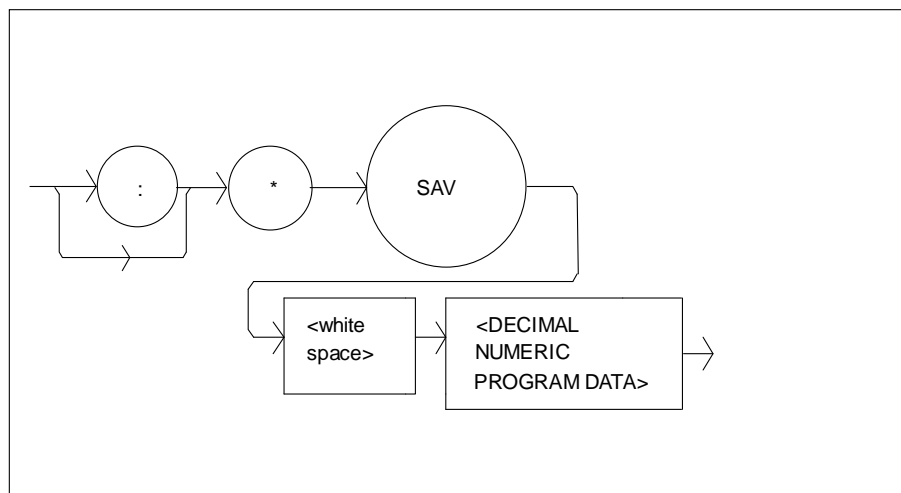 :
*
SAV
<white
space>
<DECIMAL
NUMERIC
PROGRAM DATA>